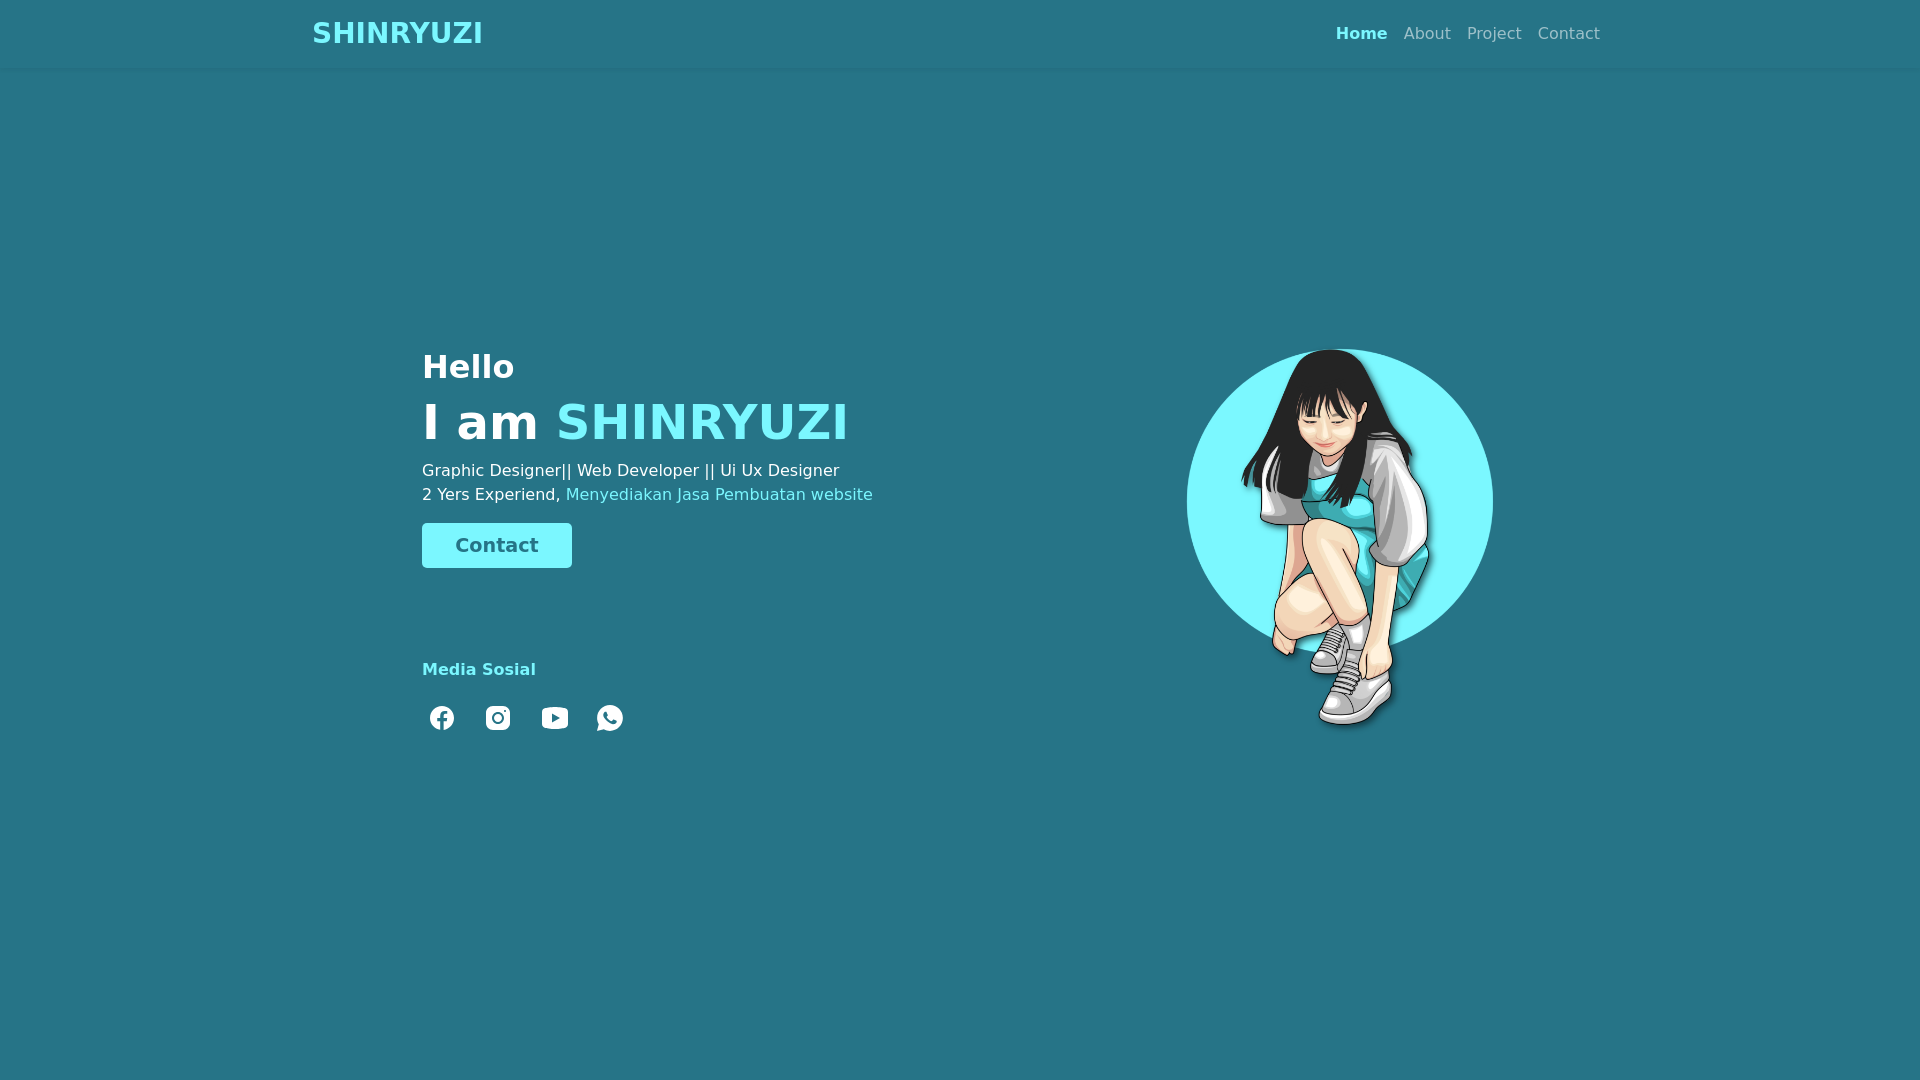 SHINRYUZI
Home About Project Contact
Hello
I am SHINRYUZI
Graphic Designer|| Web Developer || Ui Ux Designer
2 Yers Experiend, Menyediakan Jasa Pembuatan website
Contact
Media Sosial